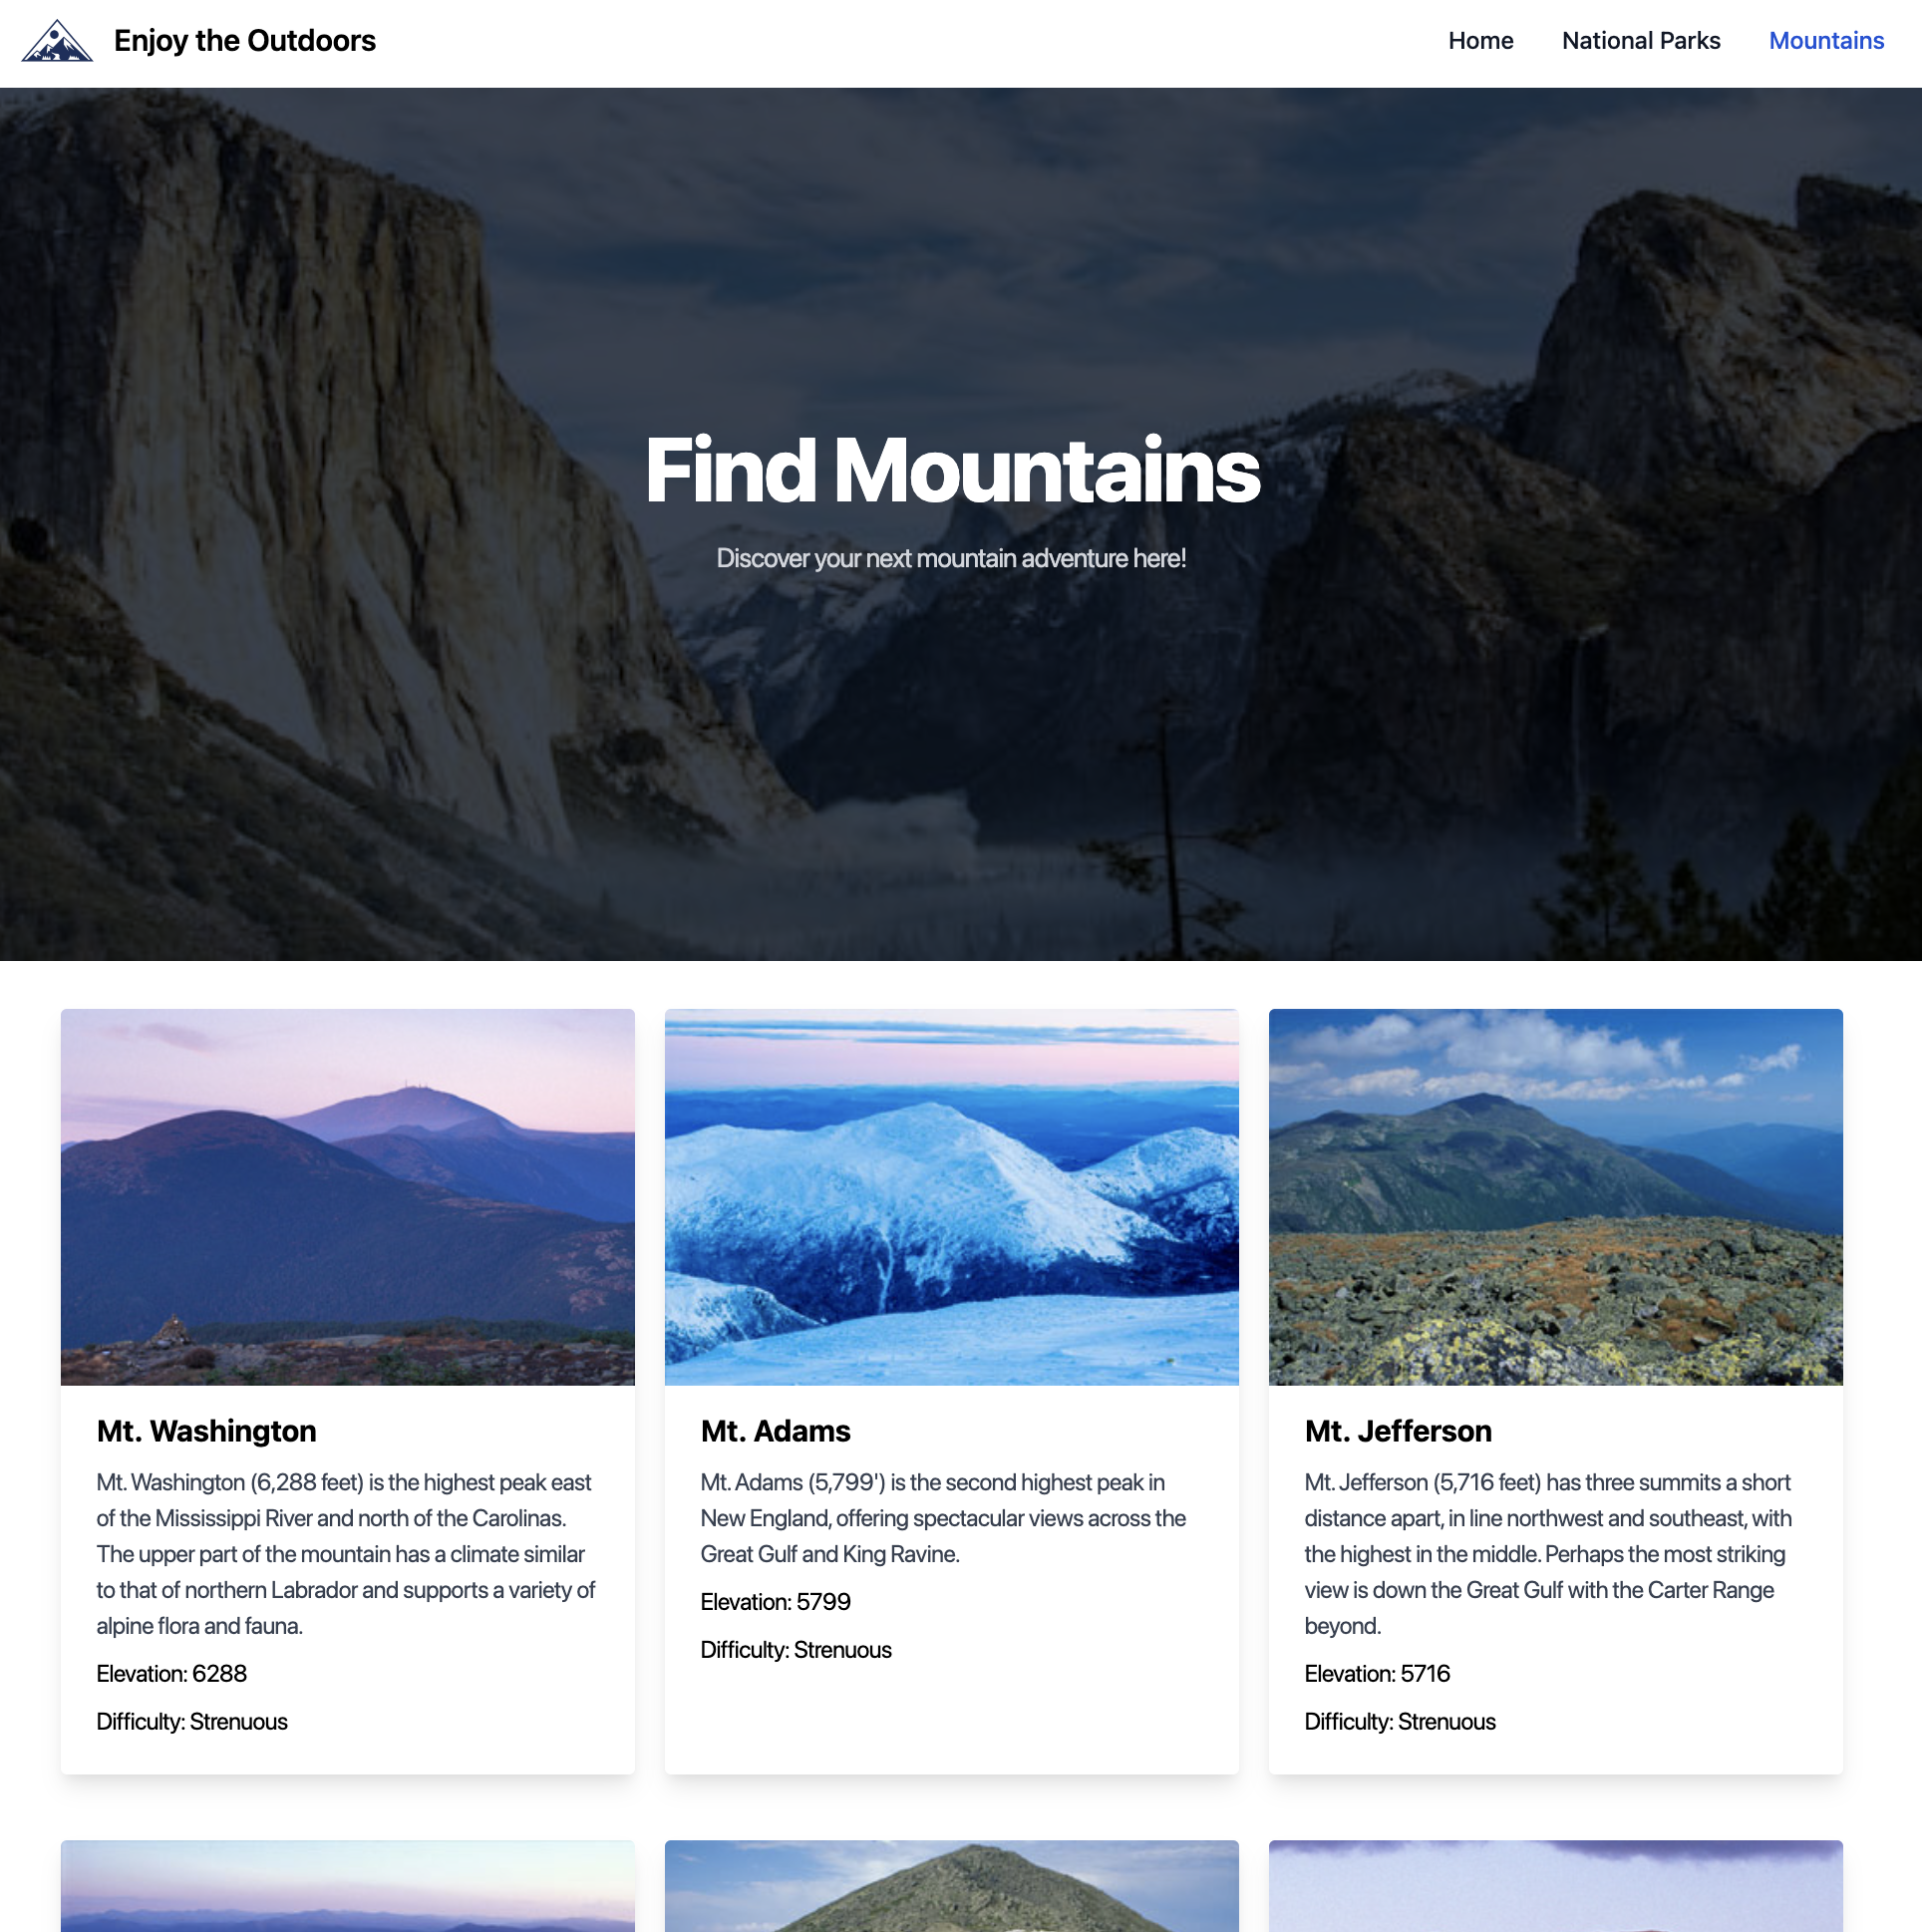 Enjoy the Outdoors
Home National Parks Mountains
Find Mountains
Discover your next mountain adventure here!
Mt. Washington
Mt. Washington (6,288 feet) is the highest peak east
of the Mississippi River and north of the Carolinas.
The upper part of the mountain has a climate similar
to that of northern Labrador and supports a variety of
alpine flora and fauna.
Elevation: 6288
Difficulty: Strenuous
Mt. Adams
Mt. Adams (5,799') is the second highest peak in
New England, offering spectacular views across the
Great Gulf and King Ravine.
Elevation: 5799
Difficulty: Strenuous
Mt. Jefferson
Mt. Jefferson (5,716 feet) has three summits a short
distance apart, in line northwest and southeast, with
the highest in the middle. Perhaps the most striking
view is down the Great Gulf with the Carter Range
beyond.
Elevation: 5716
Difficulty: Strenuous